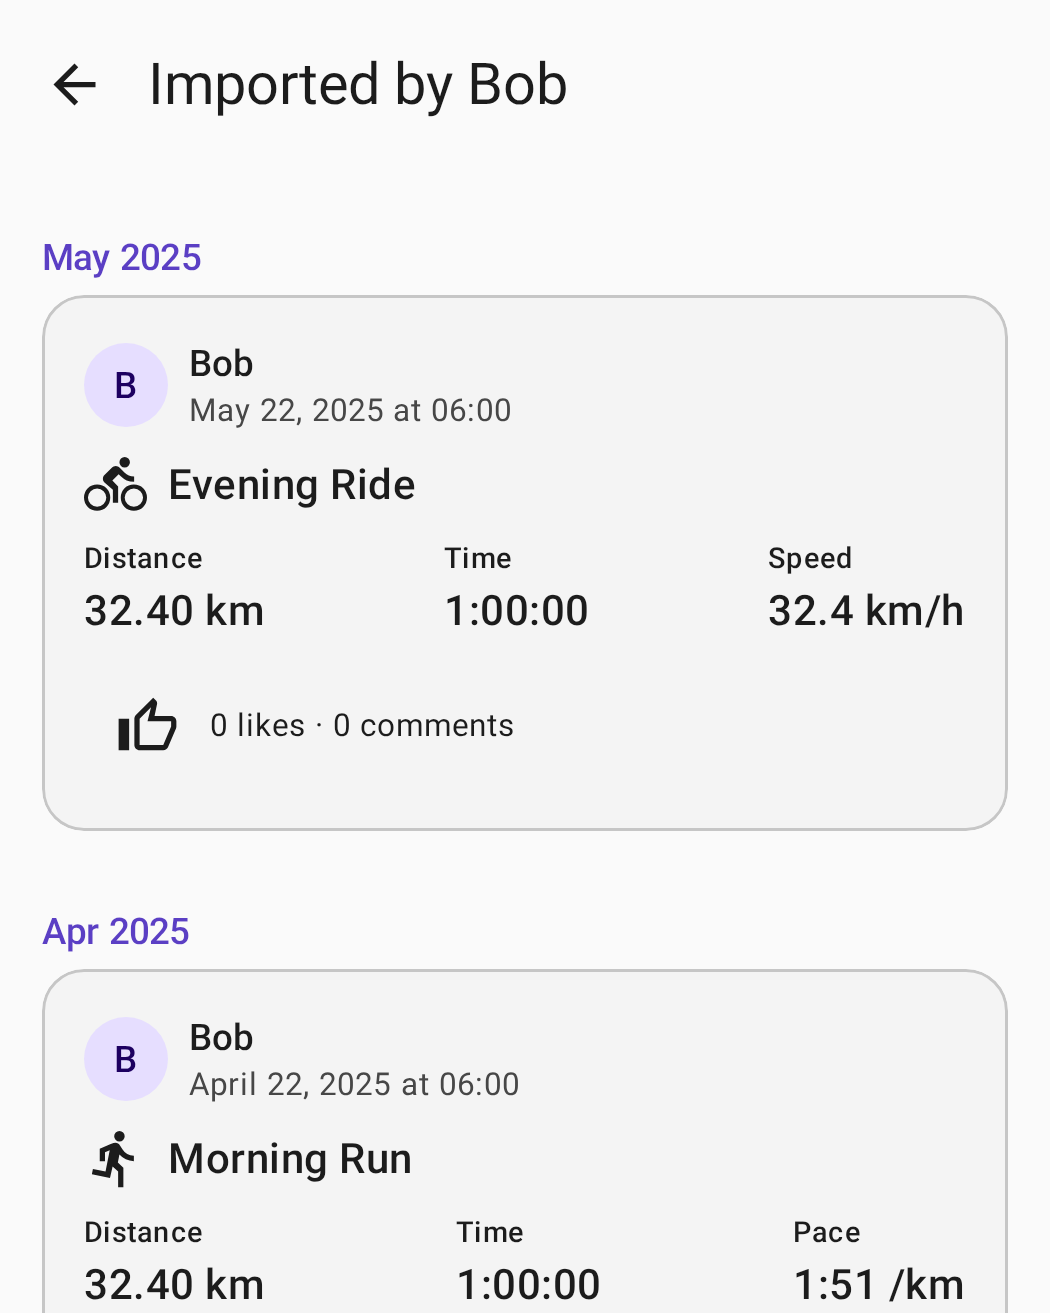 Imported by Bob
May 2025
B
Bob
May 22, 2025 at 06:00
Evening Ride
Distance Time Speed
32.40 km 1:00:00 32.4 km/h
0 likes · 0 comments
Apr 2025
B
Bob
April 22, 2025 at 06:00
Morning Run
Distance Time Pace
32.40 km 1:00:00 1:51 /km